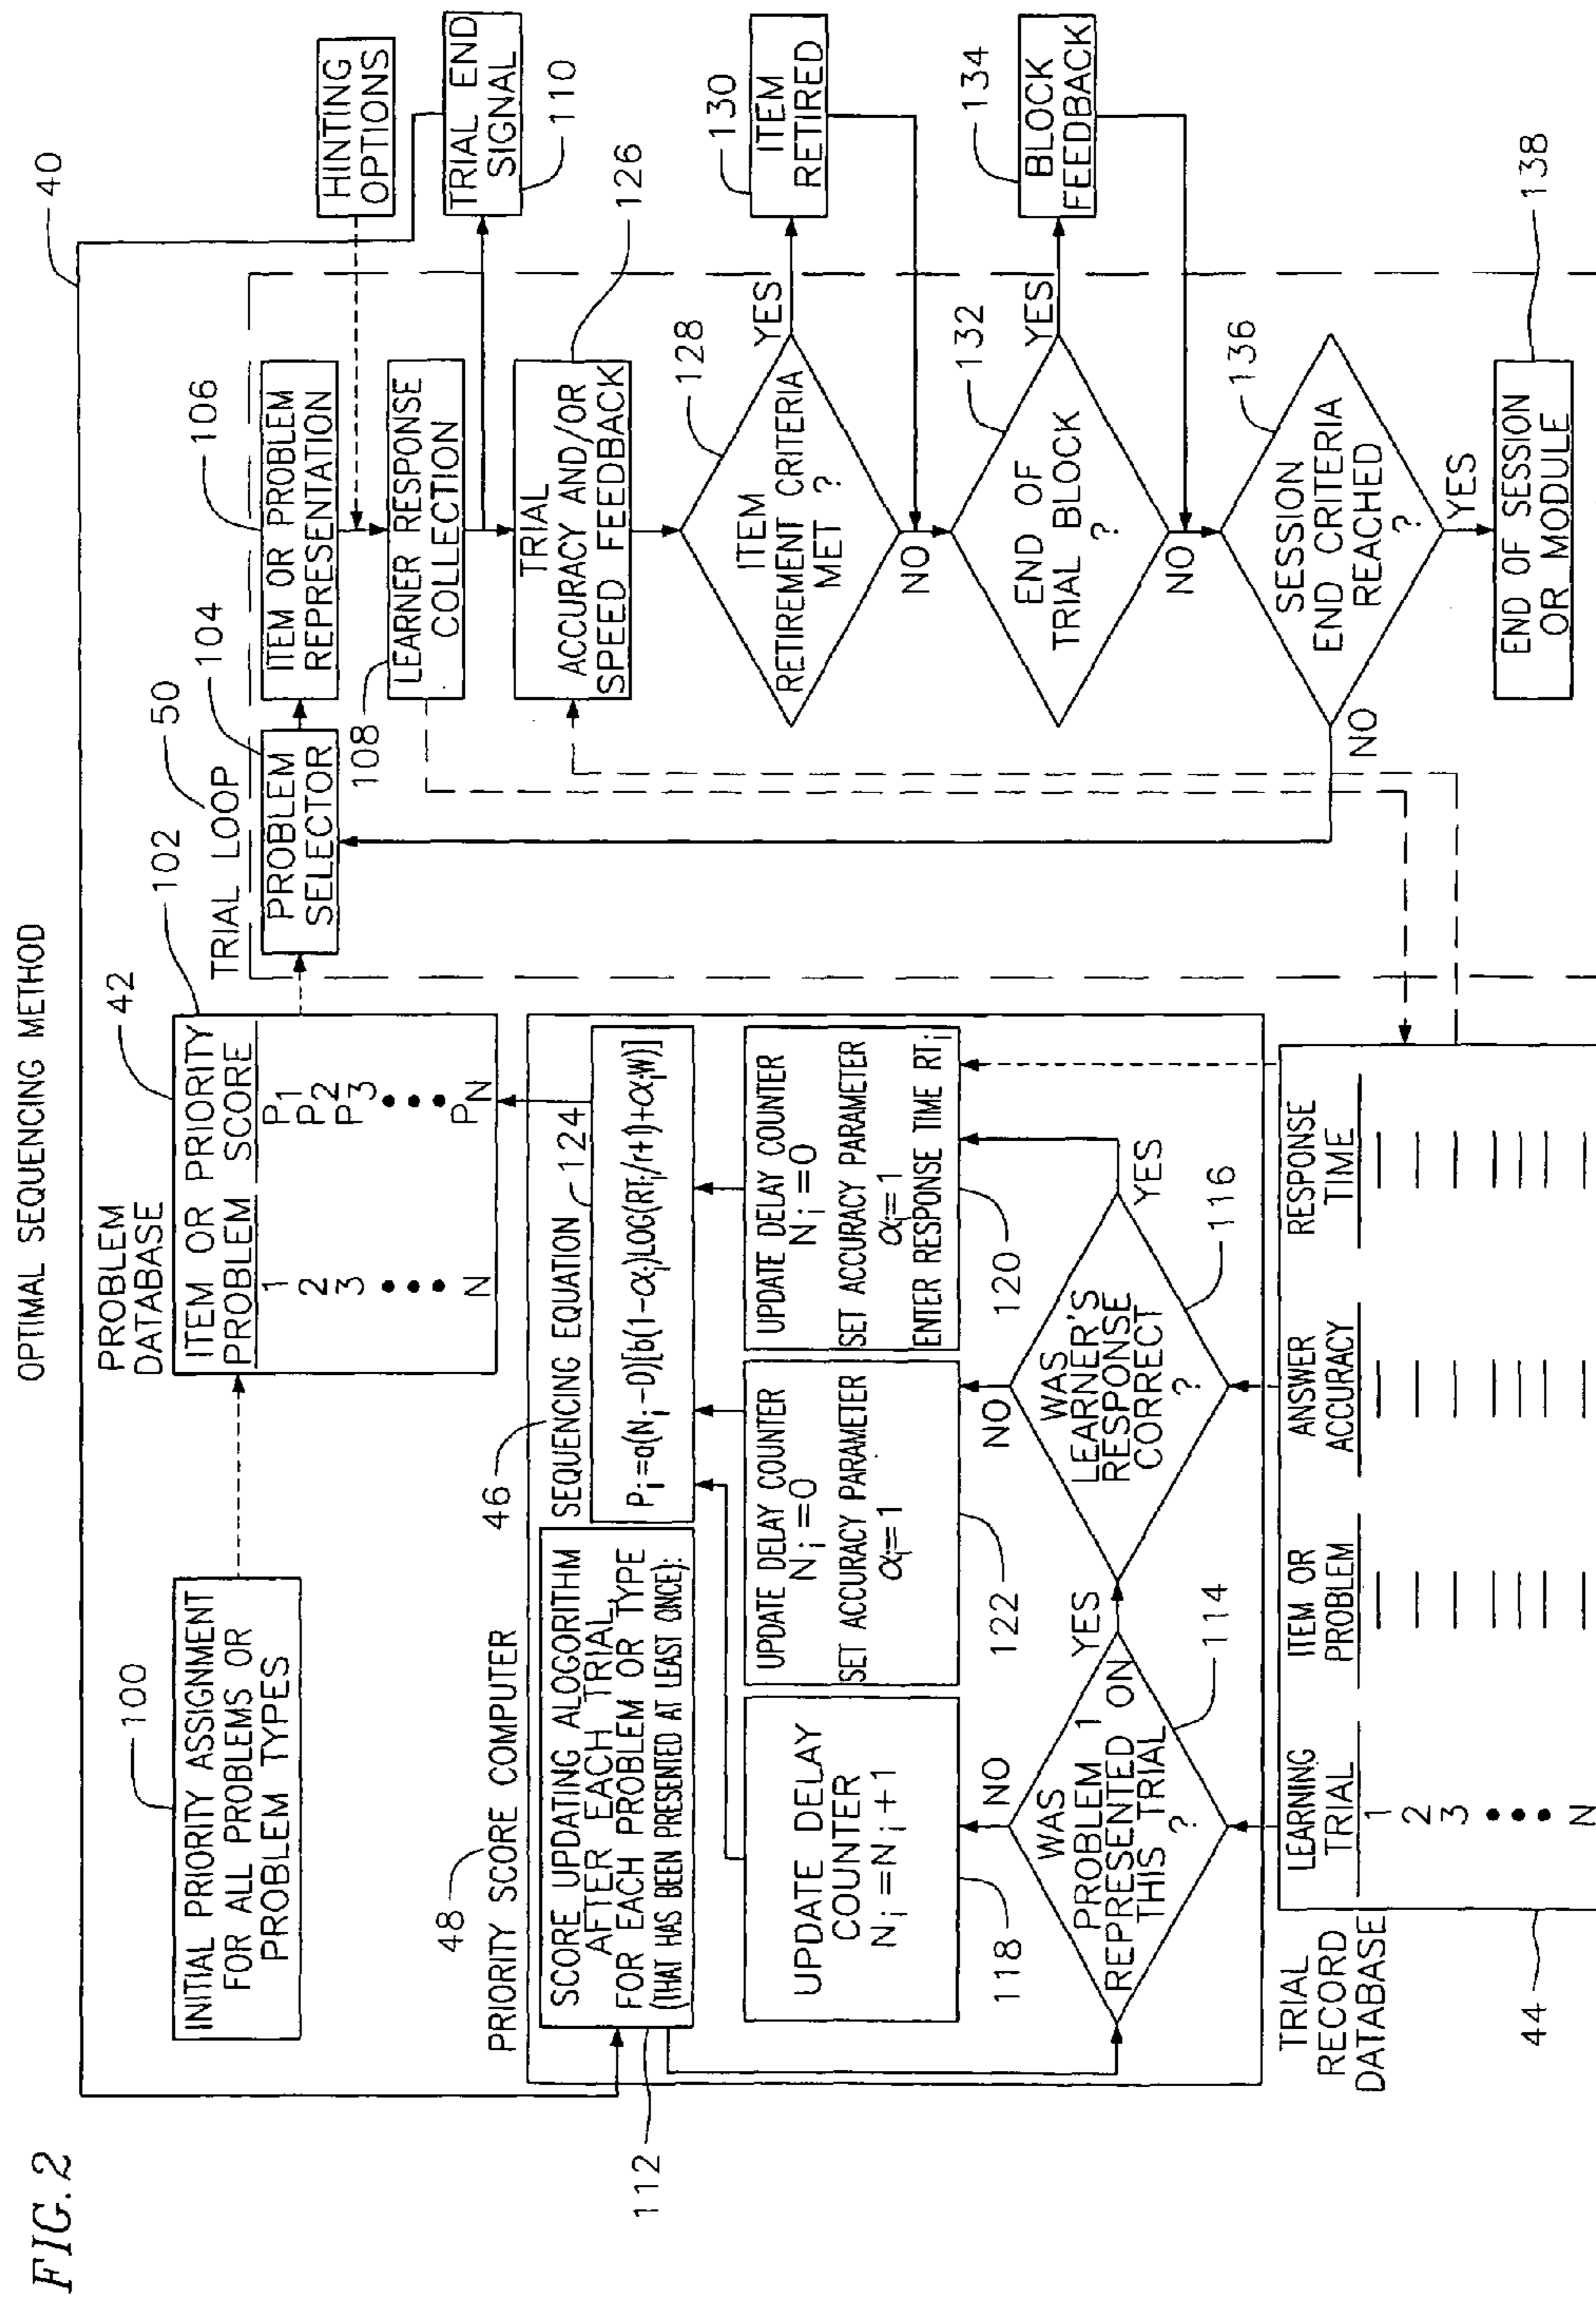 FIG. 2
OPTIMAL SEQUENCING METHOD
40
100
INITIAL PRIORITY ASSIGNMENT
FOR ALL PROBLEMS OR
PROBLEM TYPES
PROBLEM
DATABASE
42
102
ITEM OR PRIORITY
PROBLEM SCORE
1 P1
2 P2
3 P3
N PN
TRIAL LOOP
50
104
PROBLEM
SELECTOR
106
ITEM OR PROBLEM
REPRESENTATION
HINTING
OPTIONS
108
LEARNER RESPONSE
COLLECTION
TRIAL END
SIGNAL
110
TRIAL
ACCURACY AND/OR
SPEED FEEDBACK
126
ITEM
RETIREMENT CRITERIA
MET ?
128
YES
NO
130
ITEM
RETIRED
END OF
TRIAL BLOCK
?
132
YES
NO
134
BLOCK
FEEDBACK
SESSION
END CRITERIA
REACHED
?
136
NO
YES
END OF SESSION
OR MODULE
138
48
PRIORITY SCORE COMPUTER
112
SCORE UPDATING ALOGORITHM
AFTER EACH TRIAL,
FOR EACH PROBLEM OR TYPE
(THAT HAS BEEN PRESENTED AT LEAST ONCE):
46
SEQUENCING EQUATION
124
Pi=a(Ni-D)[b(1-αi)LOG(RTi/r+1)+αiW)]
UPDATE DELAY
COUNTER
Ni=Ni+1
118
UPDATE DELAY COUNTER
Ni=0
SET ACCURACY PARAMETER
αi=1
122
UPDATE DELAY COUNTER
Ni=0
SET ACCURACY PARAMETER
αi=1
ENTER RESPONSE TIME RTi
120
WAS
PROBLEM 1
REPRESENTED ON
THIS TRIAL
?
114
NO
YES
WAS
LEARNER'S
RESPONSE
CORRECT
?
116
NO
YES
TRIAL
RECORD
DATABASE
44
LEARNING
TRIAL
ITEM OR
PROBLEM
ANSWER
ACCURACY
RESPONSE
TIME
1
2
3
N